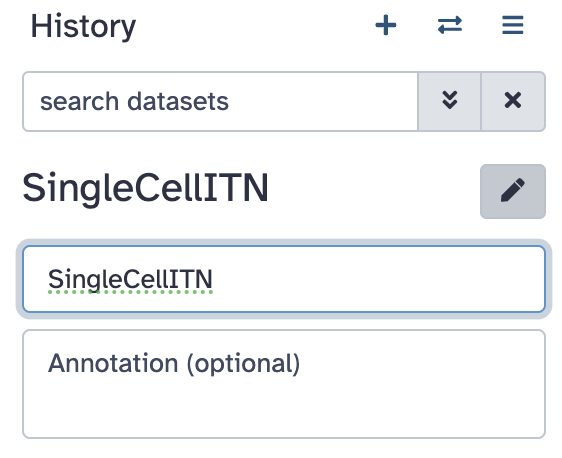 History
search datasets
SingleCellITN
SingleCellITN
Annotation (optional)